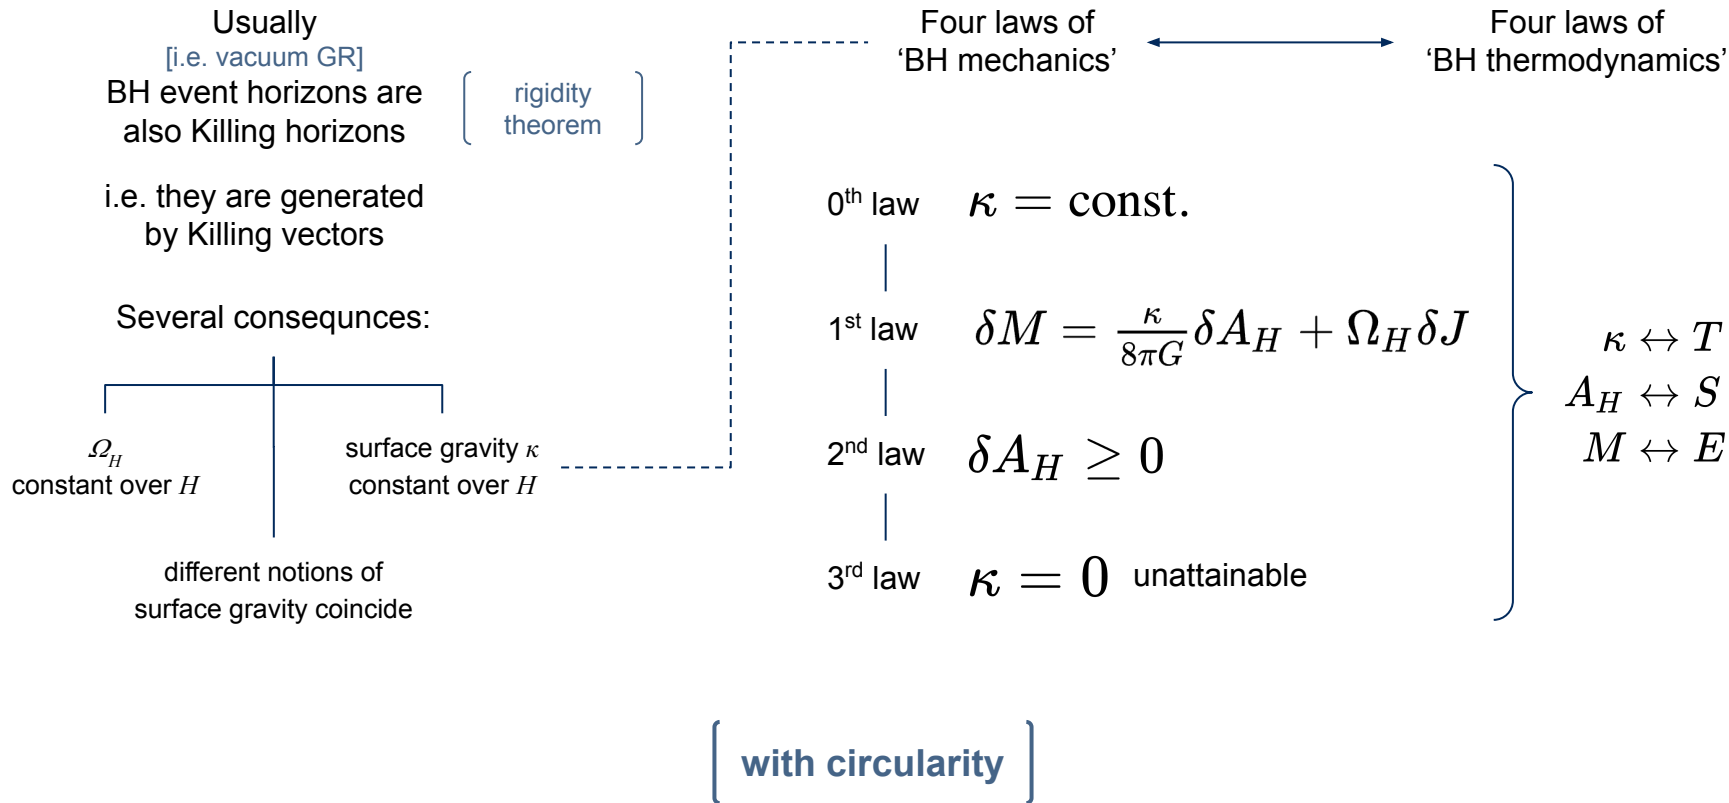 Usually
[i.e. vacuum GR]
BH event horizons are
also Killing horizons
rigidity
theorem
i.e. they are generated
by Killing vectors
Several consequnces:
Ω_H
constant over H
surface gravity κ
constant over H
different notions of
surface gravity coincide
Four laws of
‘BH mechanics’
Four laws of
‘BH thermodynamics’
0th law κ = const.
1st law δM = κ/8πG δA_H + Ω_H δJ
2nd law δA_H ≥ 0
3rd law κ = 0 unattainable
κ ↔ T
A_H ↔ S
M ↔ E
with circularity